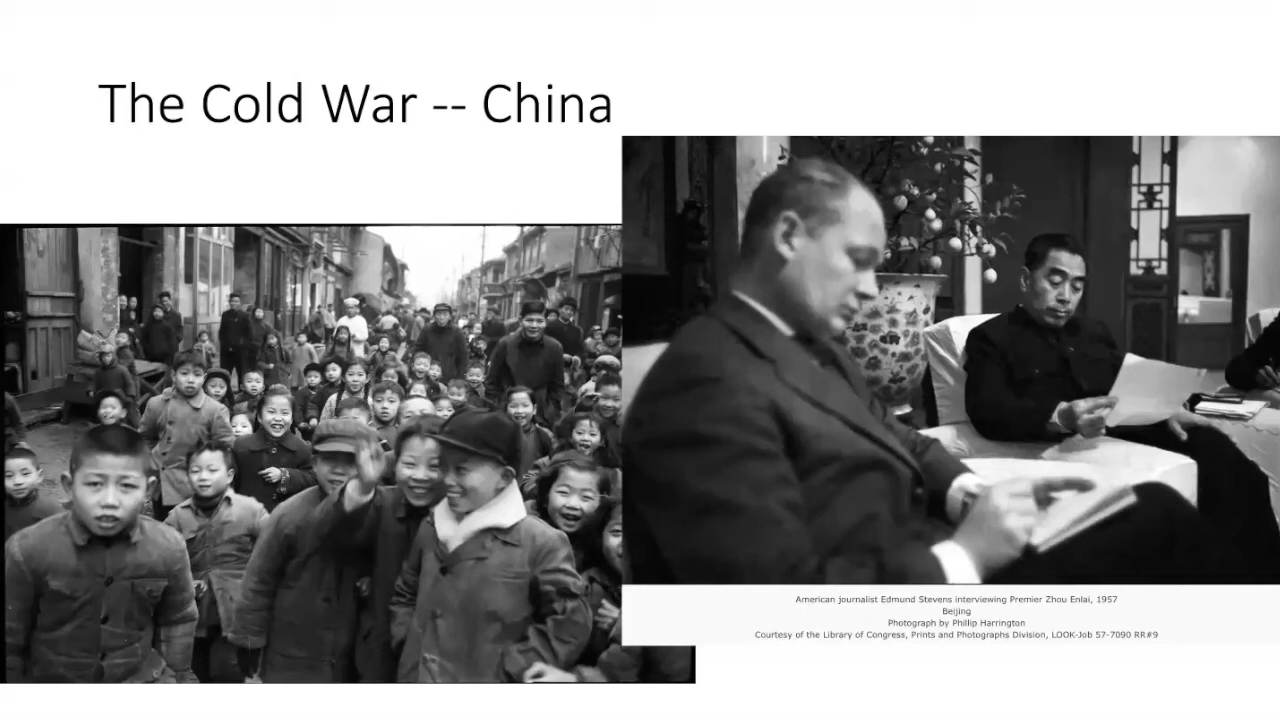 The Cold War -- China
American journalist Edmund Stevens interviewing Premier Zhou Enlai, 1957
Beijing
Photograph by Phillip Harrington
Courtesy of the Library of Congress, Prints and Photographs Division, LOOK-Job 57-7090 RR#9